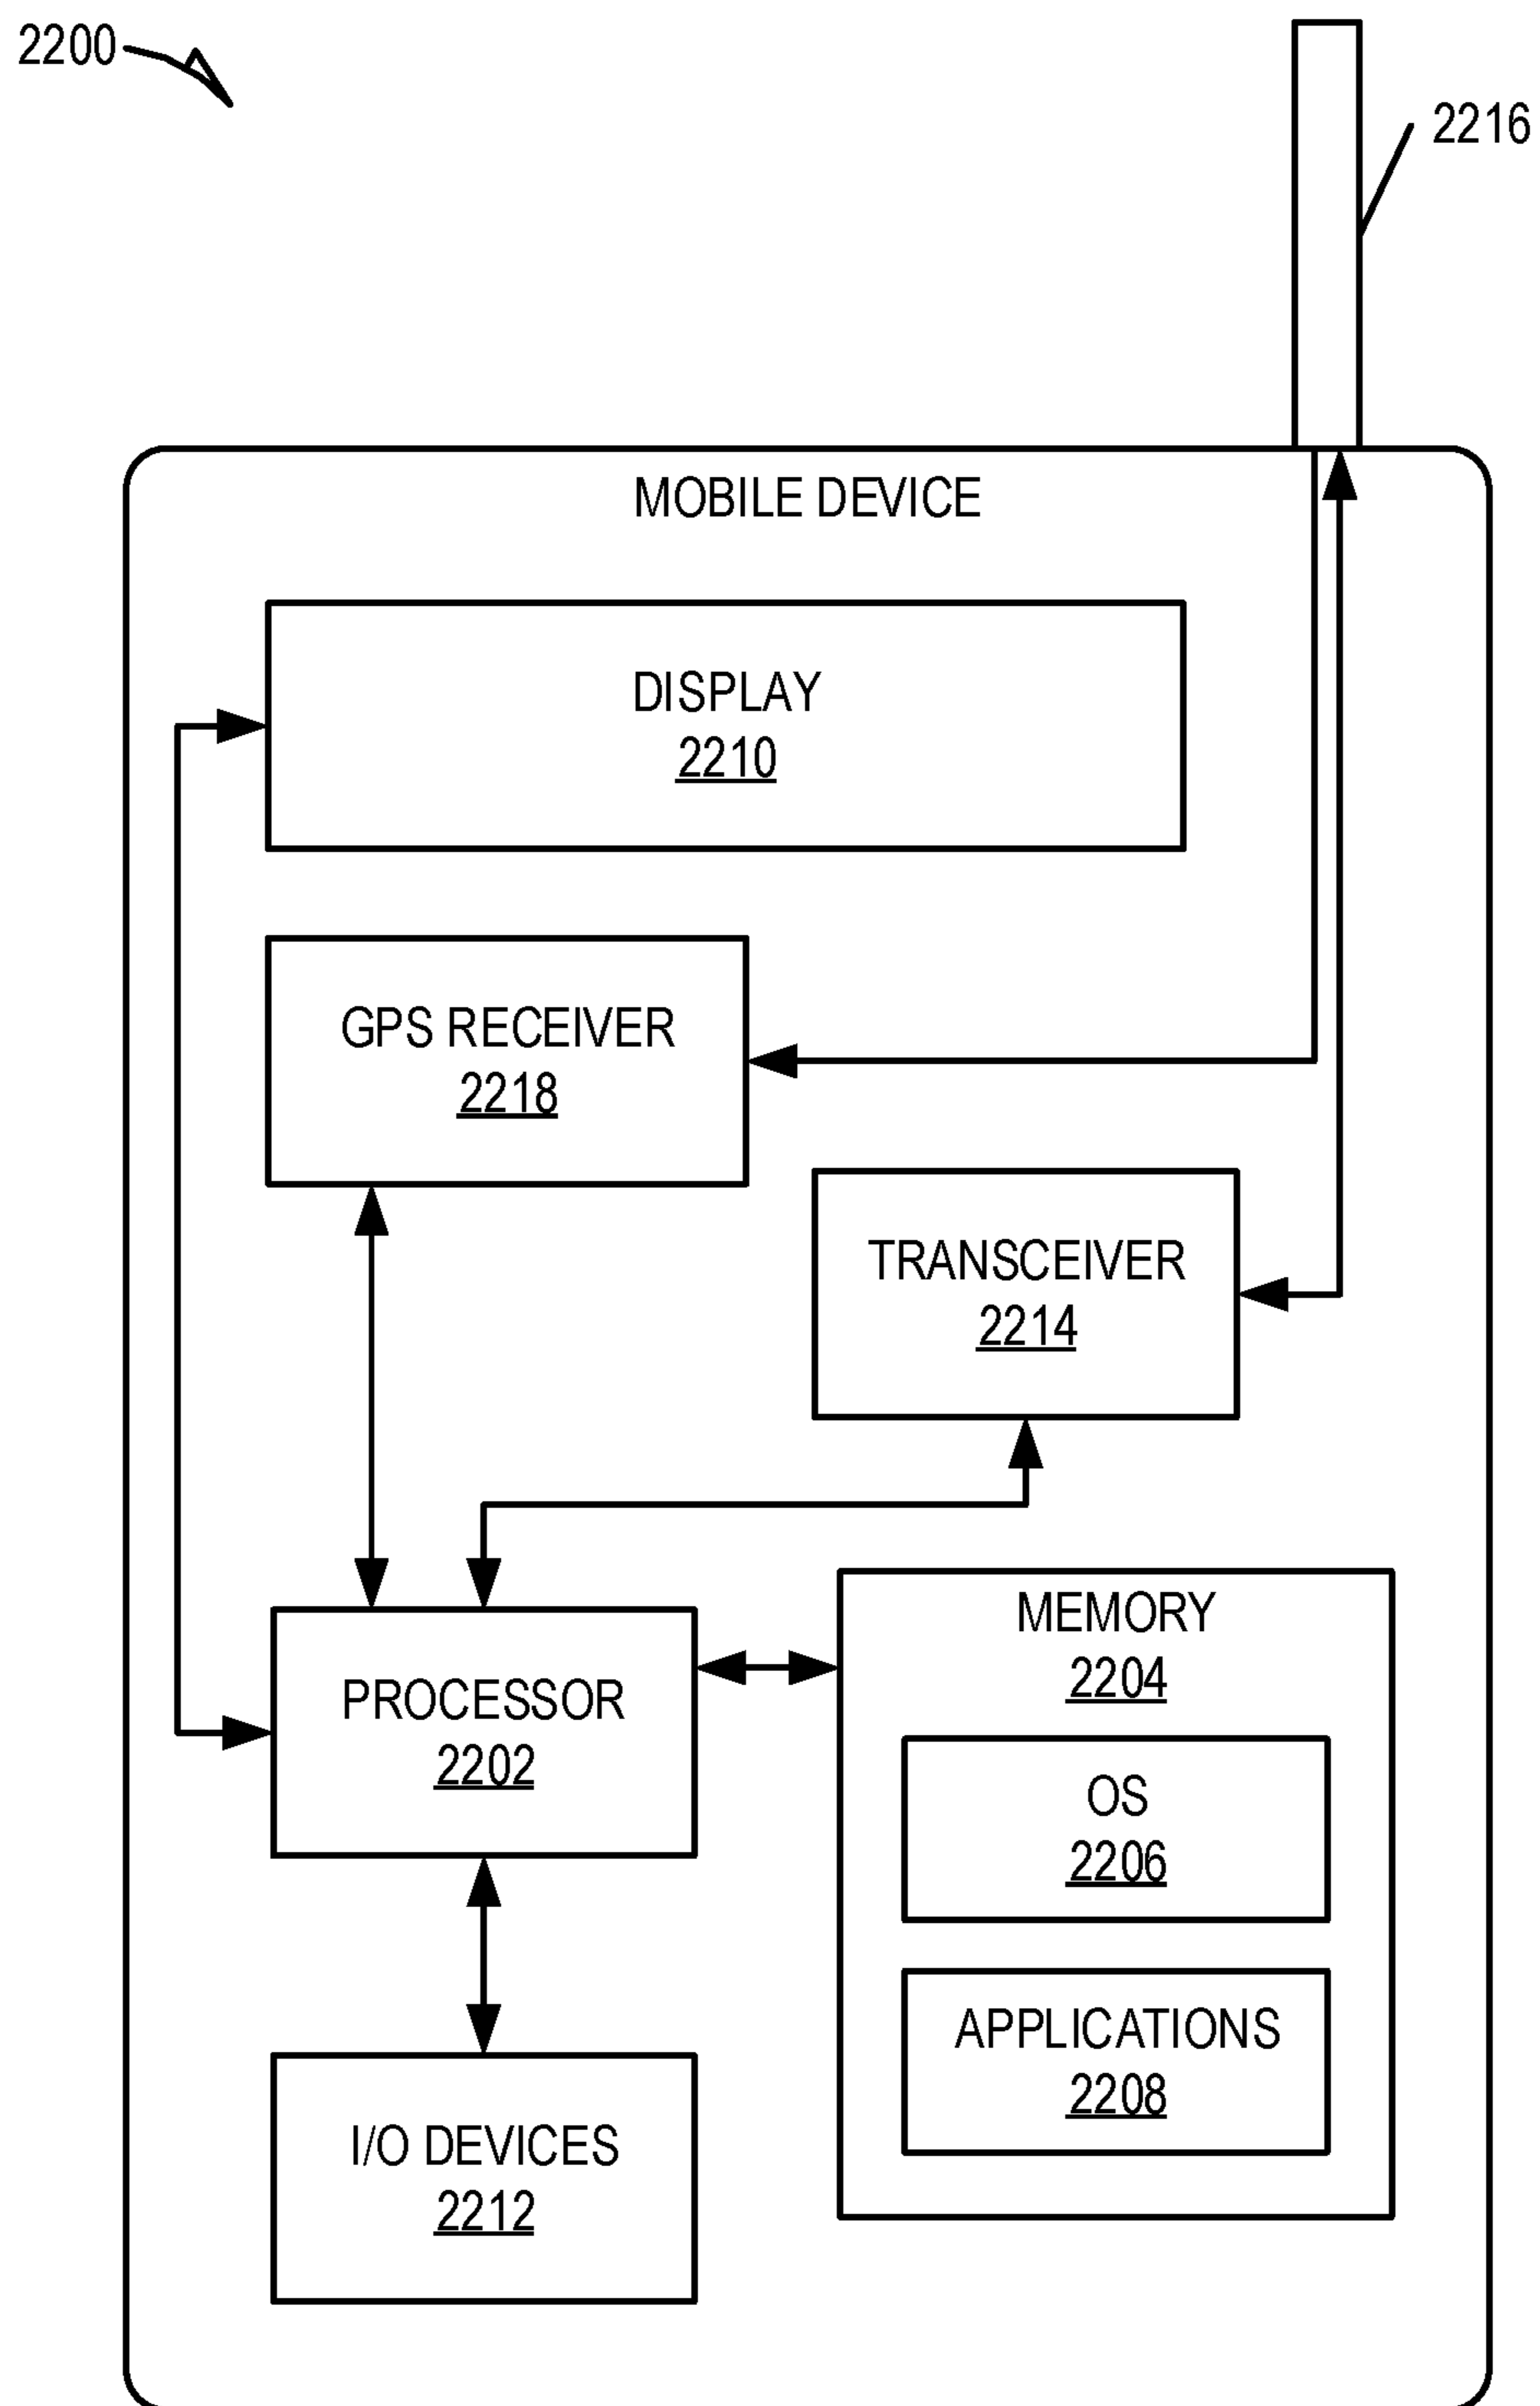 2200
2216
MOBILE DEVICE
DISPLAY
2210
GPS RECEIVER
2218
TRANSCEIVER
2214
MEMORY
2204
PROCESSOR
2202
OS
2206
APPLICATIONS
2208
I/O DEVICES
2212